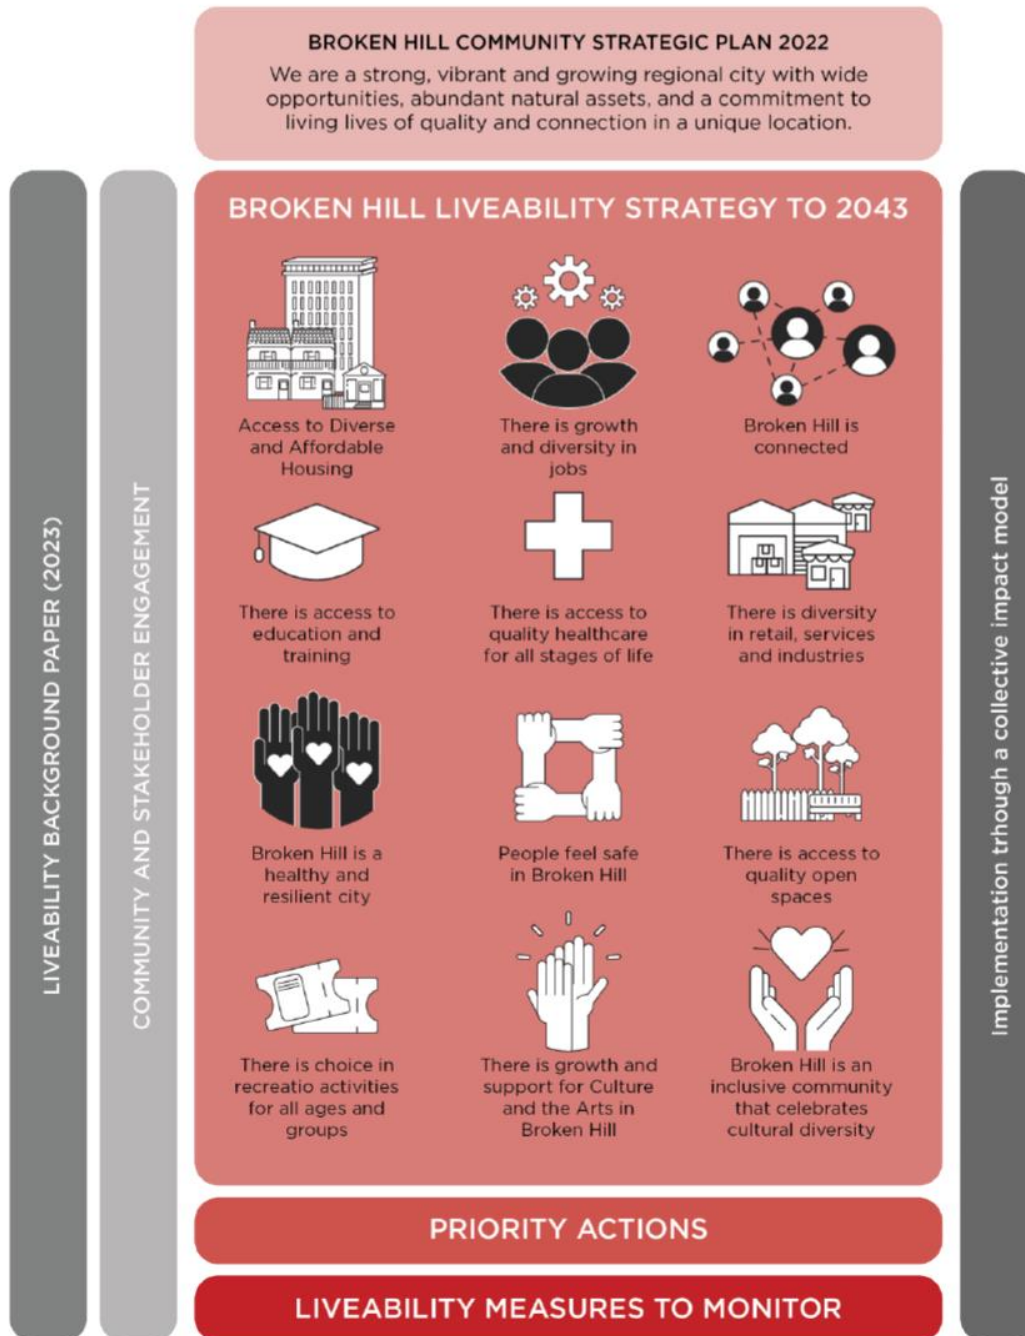 BROKEN HILL COMMUNITY STRATEGIC PLAN 2022
We are a strong, vibrant and growing regional city with wide
opportunities, abundant natural assets, and a commitment to
living lives of quality and connection in a unique location.
LIVEABILITY BACKGROUND PAPER (2023)
COMMUNITY AND STAKEHOLDER ENGAGEMENT
BROKEN HILL LIVEABILITY STRATEGY TO 2043
Access to Diverse
and Affordable
Housing
There is growth
and diversity in
jobs
Broken Hill is
connected
There is access to
education and
training
There is access to
quality healthcare
for all stages of life
There is diversity
in retail, services
and industries
Broken Hill is a
healthy and
resilient city
People feel safe
in Broken Hill
There is access to
quality open
spaces
There is choice in
recreatio activities
for all ages and
groups
There is growth and
support for Culture
and the Arts in
Broken Hill
Broken Hill is an
inclusive community
that celebrates
cultural diversity
Implementation trhough a collective impact model
PRIORITY ACTIONS
LIVEABILITY MEASURES TO MONITOR